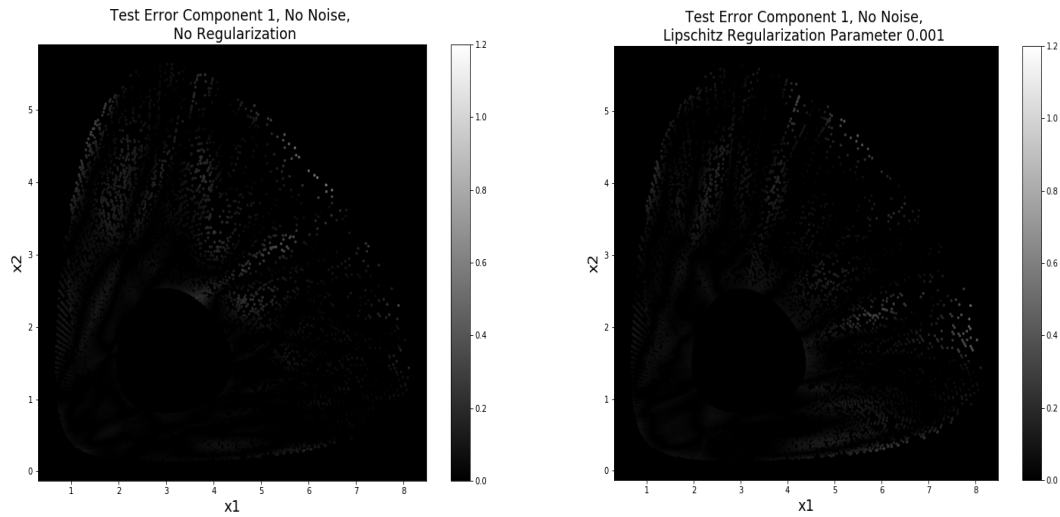 Test Error Component 1, No Noise,
No Regularization
1.2
1.0
0.8
0.6
0.4
0.2
0.0
5
4
3
2
1
0
x2
1 2 3 4 5 6 7 8
x1
Test Error Component 1, No Noise,
Lipschitz Regularization Parameter 0.001
1.2
1.0
0.8
0.6
0.4
0.2
0.0
5
4
3
2
1
0
x2
1 2 3 4 5 6 7 8
x1